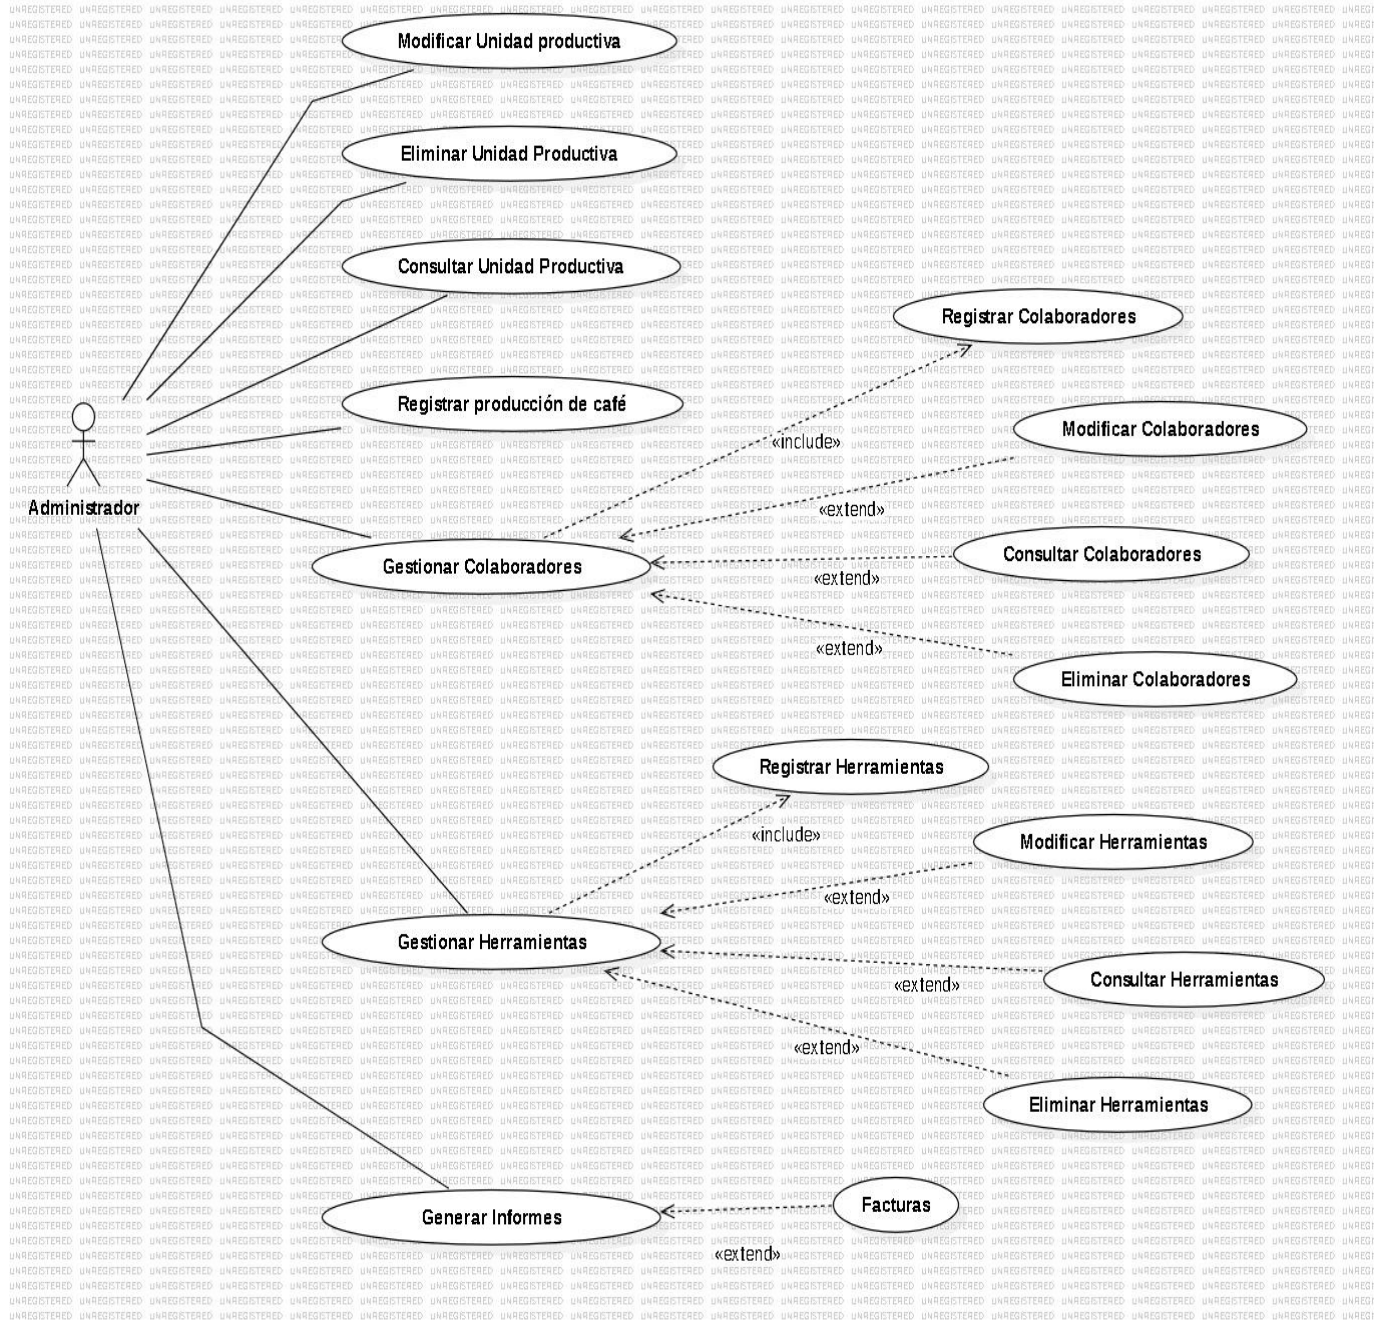 Modificar Unidad productiva
Eliminar Unidad Productiva
Consultar Unidad Productiva
Registrar Colaboradores
Registrar producción de café
Modificar Colaboradores
«include»
Administrador
«extend»
Consultar Colaboradores
Gestionar Colaboradores
«extend»
«extend»
Eliminar Colaboradores
Registrar Herramientas
«include»
Modificar Herramientas
«extend»
Gestionar Herramientas
Consultar Herramientas
«extend»
«extend»
Eliminar Herramientas
Facturas
Generar Informes
«extend»
UNREGISTERED